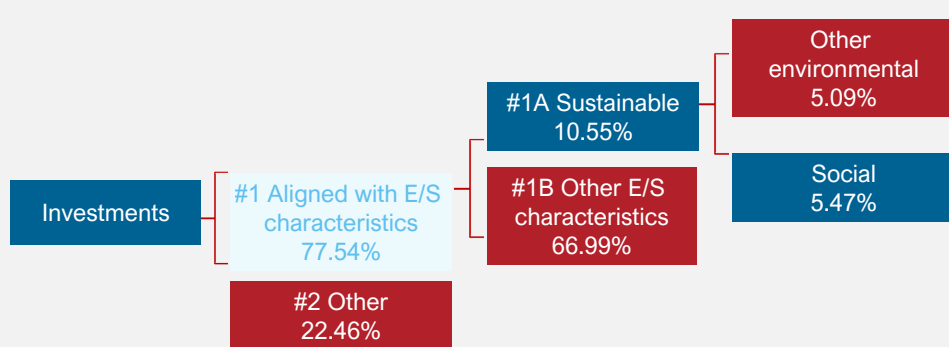 Investments
#1 Aligned with E/S
characteristics
77.54%
#2 Other
22.46%
#1A Sustainable
10.55%
#1B Other E/S
characteristics
66.99%
Other
environmental
5.09%
Social
5.47%